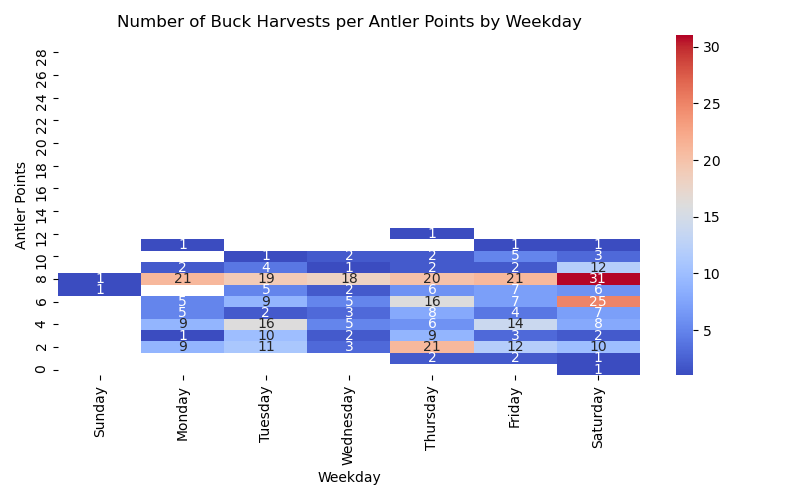 Number of Buck Harvests per Antler Points by Weekday
Antler Points
28
26
24
22
20
18
16
14
12
10
8
6
4
2
0
1
1 1 1
1 2 2 5 3
2 4 1 2 2 12
1 21 19 18 20 21 31
1 5 2 6 7 6
5 9 5 16 7 25
5 2 3 8 4 7
9 16 5 6 14 8
1 10 2 9 3 2
9 11 3 21 12 10
2 2 1
1
Sunday
Monday
Tuesday
Wednesday
Thursday
Friday
Saturday
Weekday
30
25
20
15
10
5